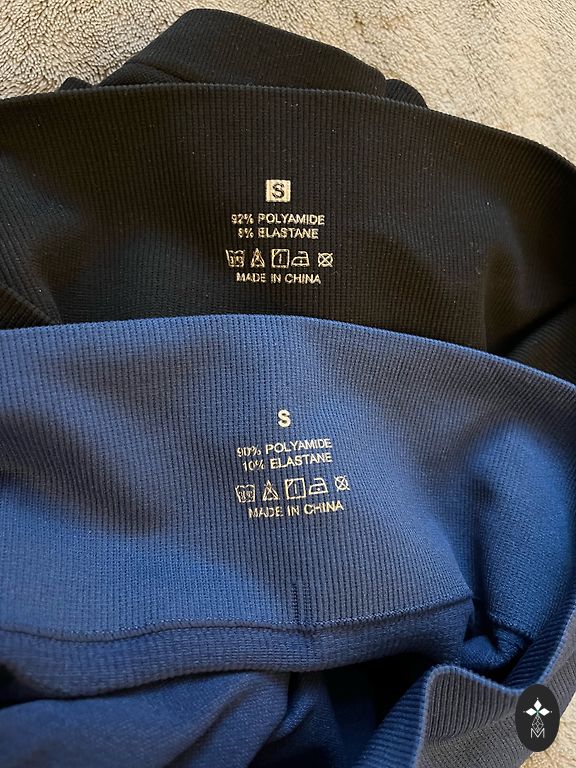 S
92% POLYAMIDE
8% ELASTANE
MADE IN CHINA
S
90% POLYAMIDE
10% ELASTANE
MADE IN CHINA
M